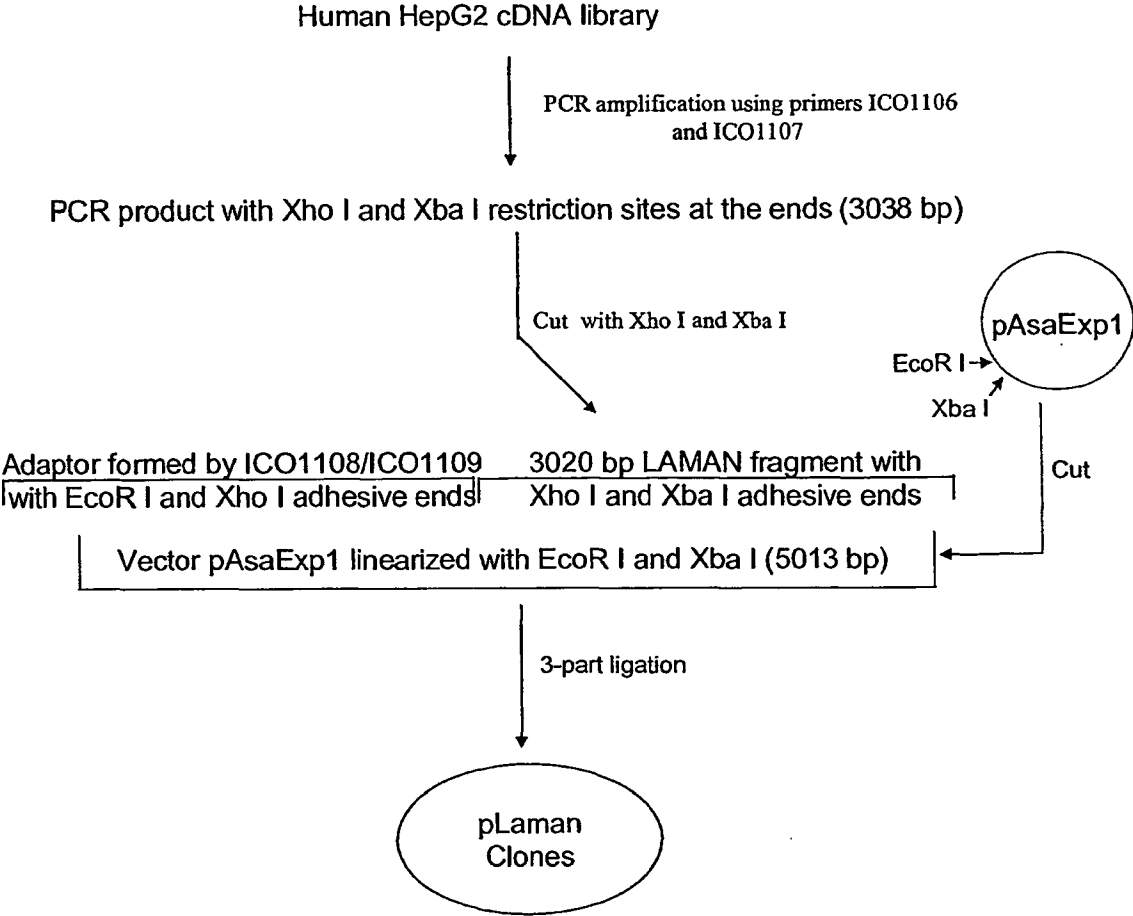 Human HepG2 cDNA library
PCR amplification using primers ICO1106
and ICO1107
PCR product with Xho I and Xba I restriction sites at the ends (3038 bp)
Cut with Xho I and Xba I
pAsaExp1
EcoR I
Xba I
Cut
Adaptor formed by ICO1108/ICO1109
with EcoR I and Xho I adhesive ends
3020 bp LAMAN fragment with
Xho I and Xba I adhesive ends
Vector pAsaExp1 linearized with EcoR I and Xba I (5013 bp)
3-part ligation
pLaman
Clones